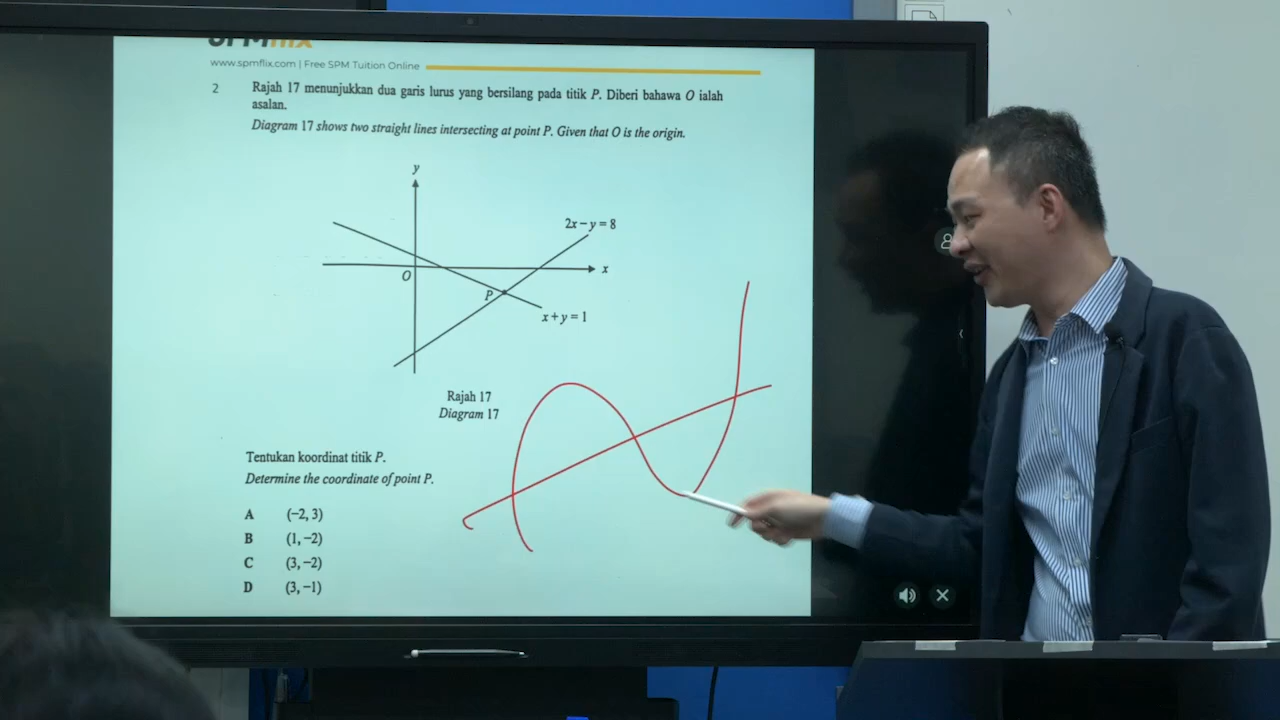 SPMflix
www.spmflix.com | Free SPM Tuition Online
2 Rajah 17 menunjukkan dua garis lurus yang bersilang pada titik P. Diberi bahawa O ialah
asalan.
Diagram 17 shows two straight lines intersecting at point P. Given that O is the origin.
y
2x − y = 8
O
x
P
x + y = 1
Rajah 17
Diagram 17
Tentukan koordinat titik P.
Determine the coordinate of point P.
A (−2, 3)
B (1, −2)
C (3, −2)
D (3, −1)